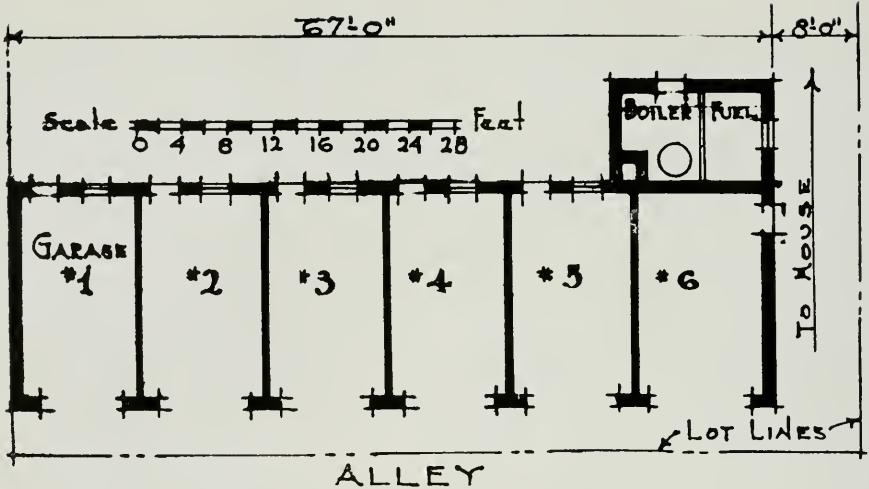 67'-0" 8'-0"
Scale 0 4 8 12 16 20 24 28 Feet
BOILER FUEL
GARAGE
#1 #2 #3 #4 #5 #6
TO HOUSE
LOT LINES
ALLEY